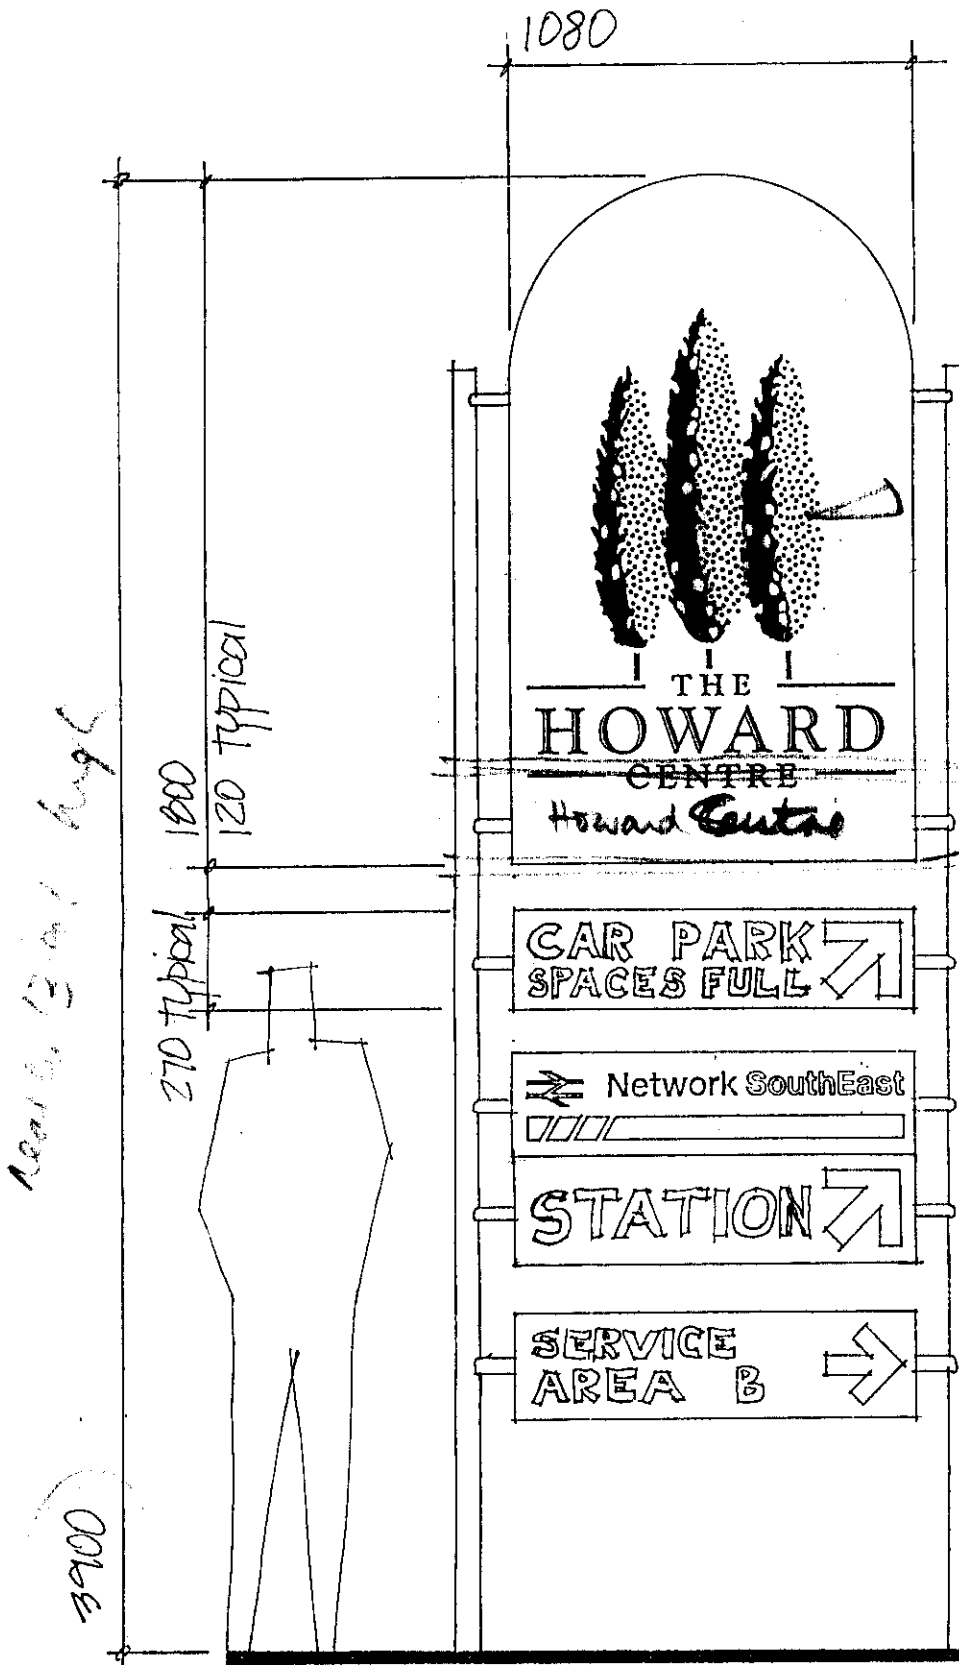 1080
THE
HOWARD
CENTRE
Howard Centre
CAR PARK
SPACES FULL
Network SouthEast
STATION
SERVICE
AREA B
1800
120 typical
270 typical
high
3900